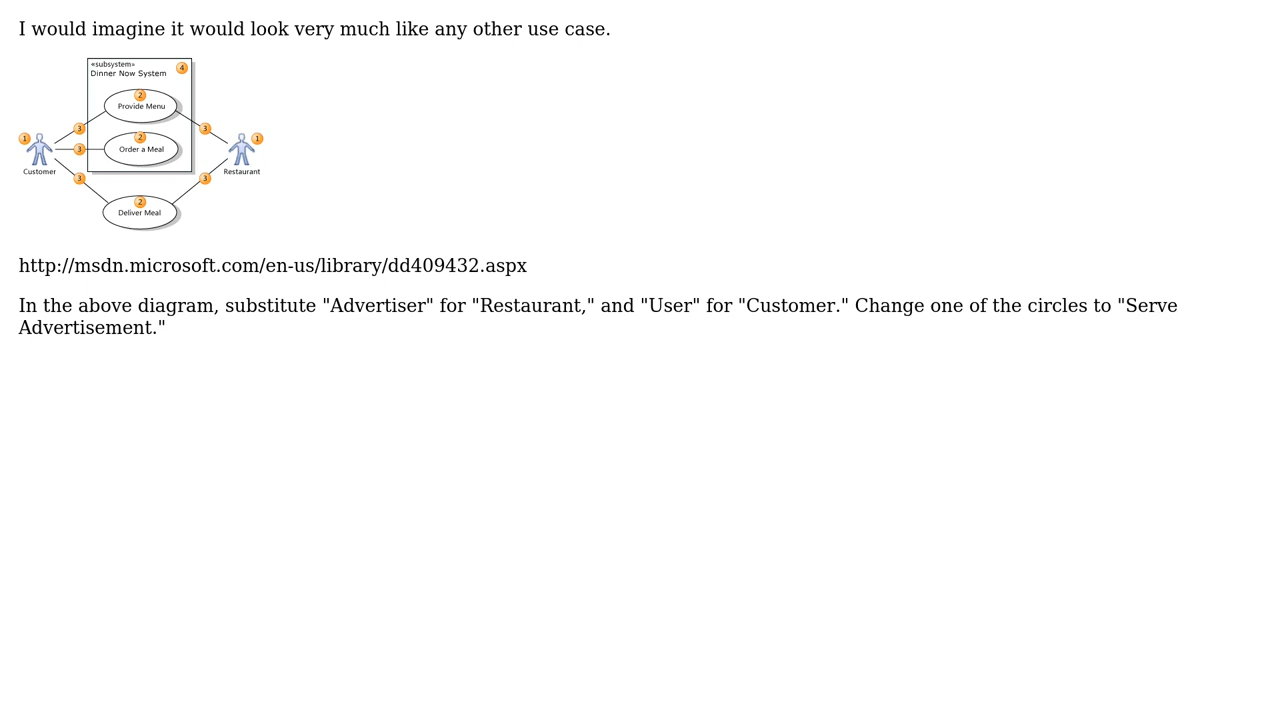 I would imagine it would look very much like any other use case.
«subsystem»
Dinner Now System
4
2
Provide Menu
3
3
1
2
1
3
Order a Meal
Customer
Restaurant
3
3
2
Deliver Meal
http://msdn.microsoft.com/en-us/library/dd409432.aspx
In the above diagram, substitute "Advertiser" for "Restaurant," and "User" for "Customer." Change one of the circles to "Serve
Advertisement."